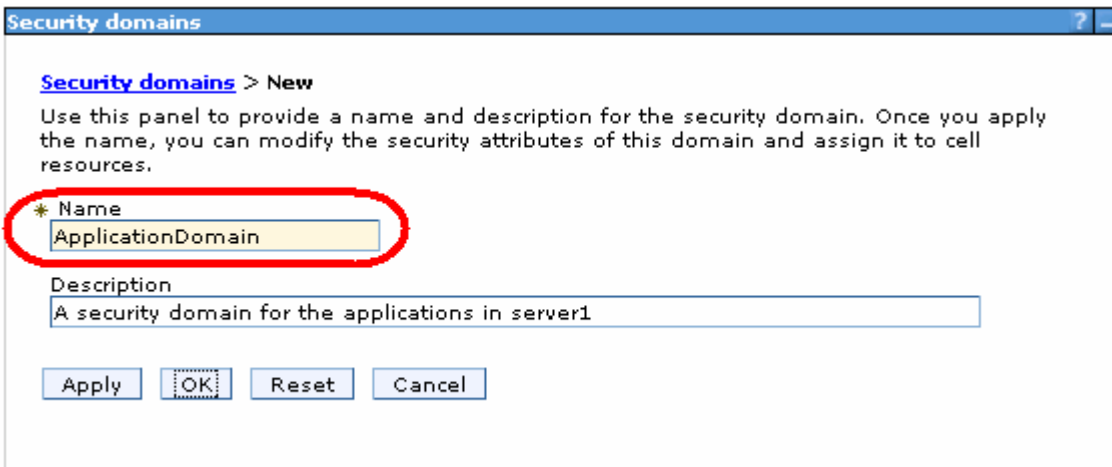 Security domains ?
Security domains > New
Use this panel to provide a name and description for the security domain. Once you apply
the name, you can modify the security attributes of this domain and assign it to cell
resources.
* Name
ApplicationDomain
Description
A security domain for the applications in server1
Apply OK Reset Cancel